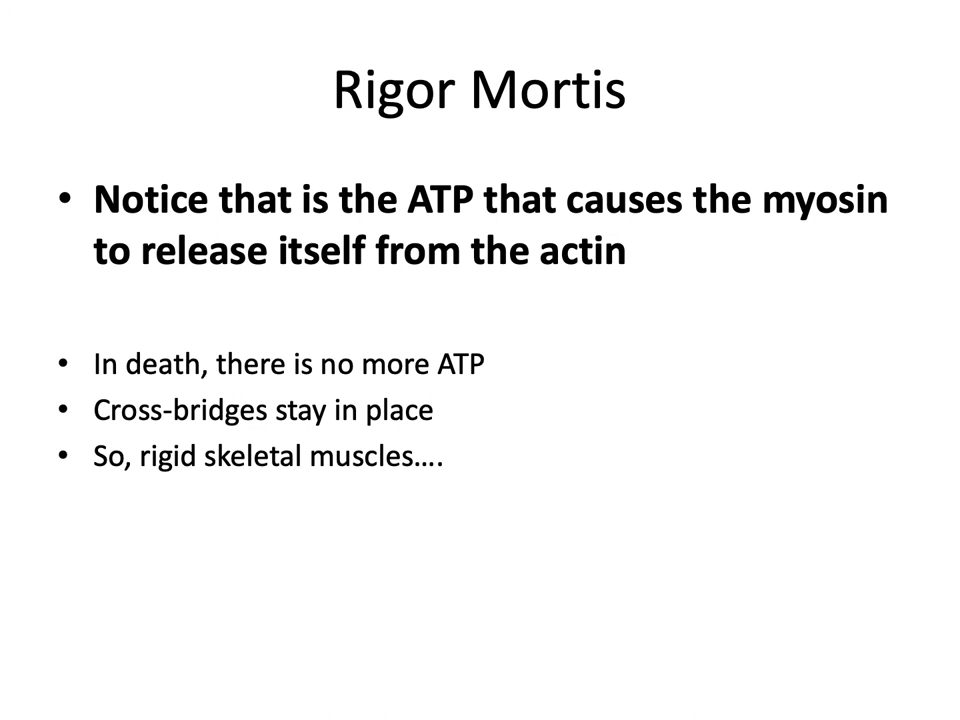 Rigor Mortis
• Notice that is the ATP that causes the myosin
to release itself from the actin
• In death, there is no more ATP
• Cross-bridges stay in place
• So, rigid skeletal muscles….